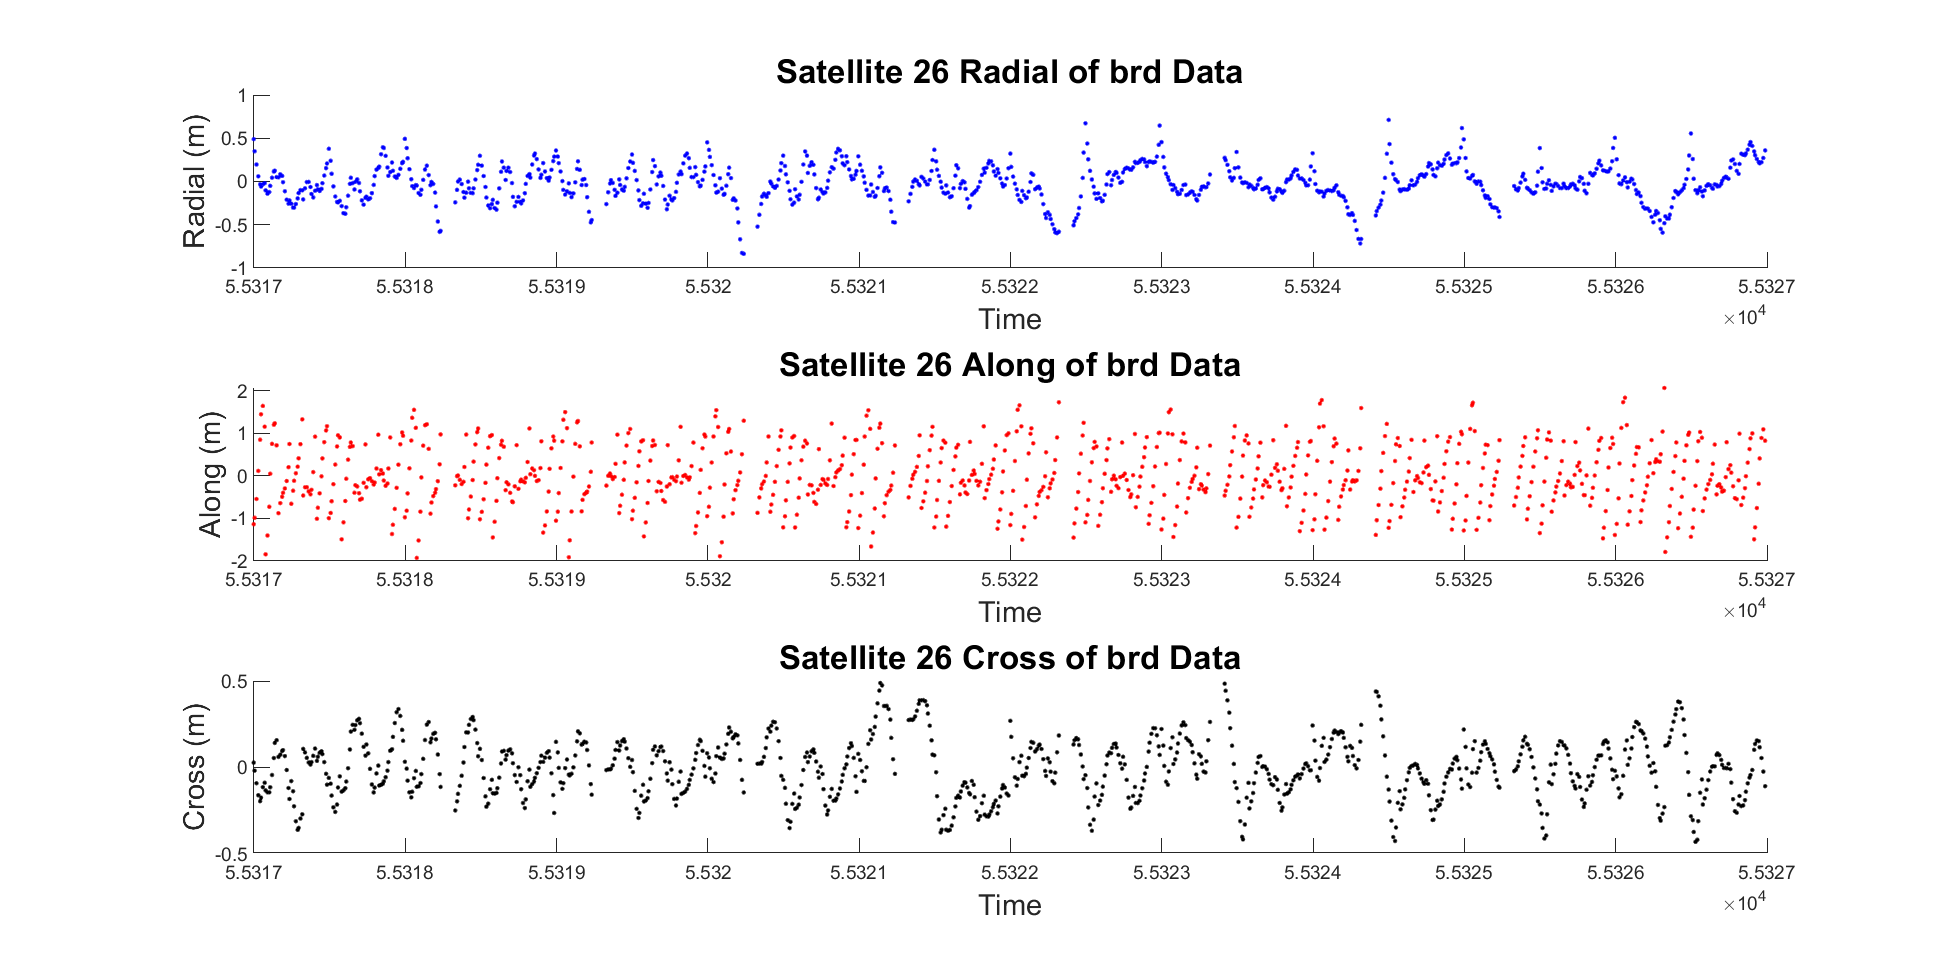 Satellite 26 Radial of brd Data
Radial (m)
1
0.5
0
-0.5
-1
5.5317 5.5318 5.5319 5.532 5.5321 5.5322 5.5323 5.5324 5.5325 5.5326 5.5327
Time
×10^4
Satellite 26 Along of brd Data
Along (m)
2
1
0
-1
-2
5.5317 5.5318 5.5319 5.532 5.5321 5.5322 5.5323 5.5324 5.5325 5.5326 5.5327
Time
×10^4
Satellite 26 Cross of brd Data
Cross (m)
0.5
0
-0.5
5.5317 5.5318 5.5319 5.532 5.5321 5.5322 5.5323 5.5324 5.5325 5.5326 5.5327
Time
×10^4